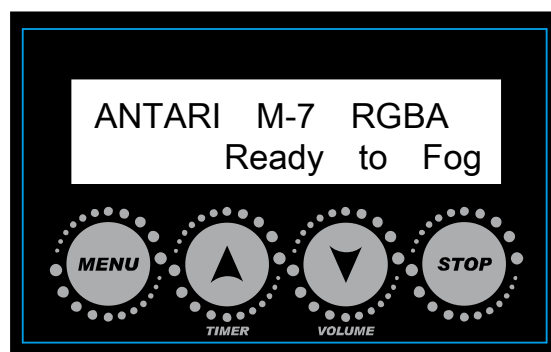 ANTARI M-7 RGBA
Ready to Fog
MENU
STOP
TIMER
VOLUME